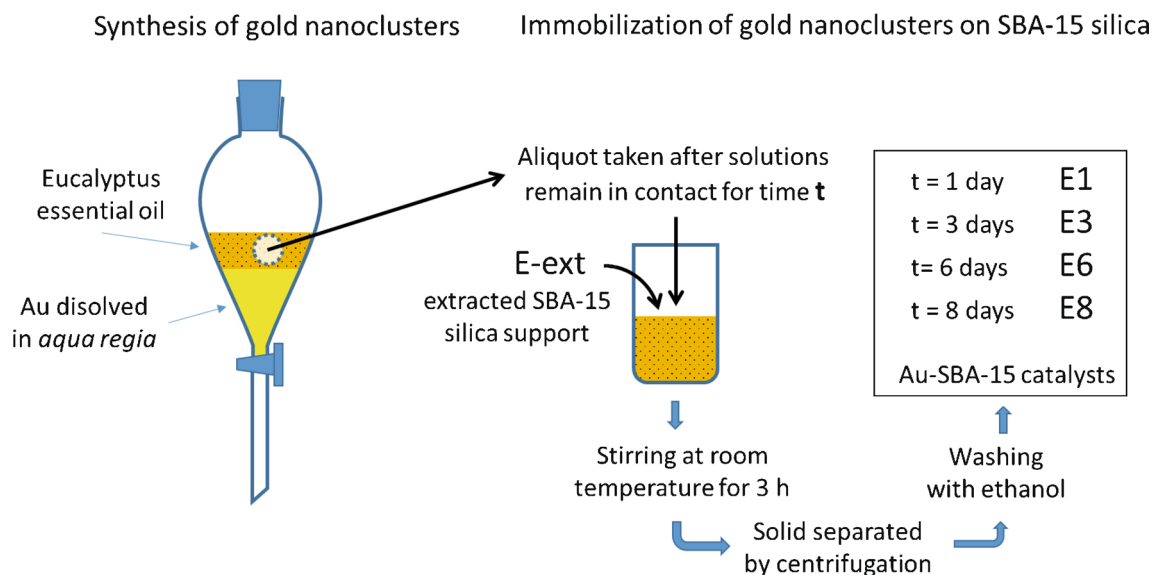 Synthesis of gold nanoclusters
Immobilization of gold nanoclusters on SBA-15 silica
Eucalyptus
essential oil
Au disolved
in aqua regia
Aliquot taken after solutions
remain in contact for time t
E-ext
extracted SBA-15
silica support
Stirring at room
temperature for 3 h
Solid separated
by centrifugation
Washing
with ethanol
t = 1 day E1
t = 3 days E3
t= 6 days E6
t = 8 days E8
Au-SBA-15 catalysts